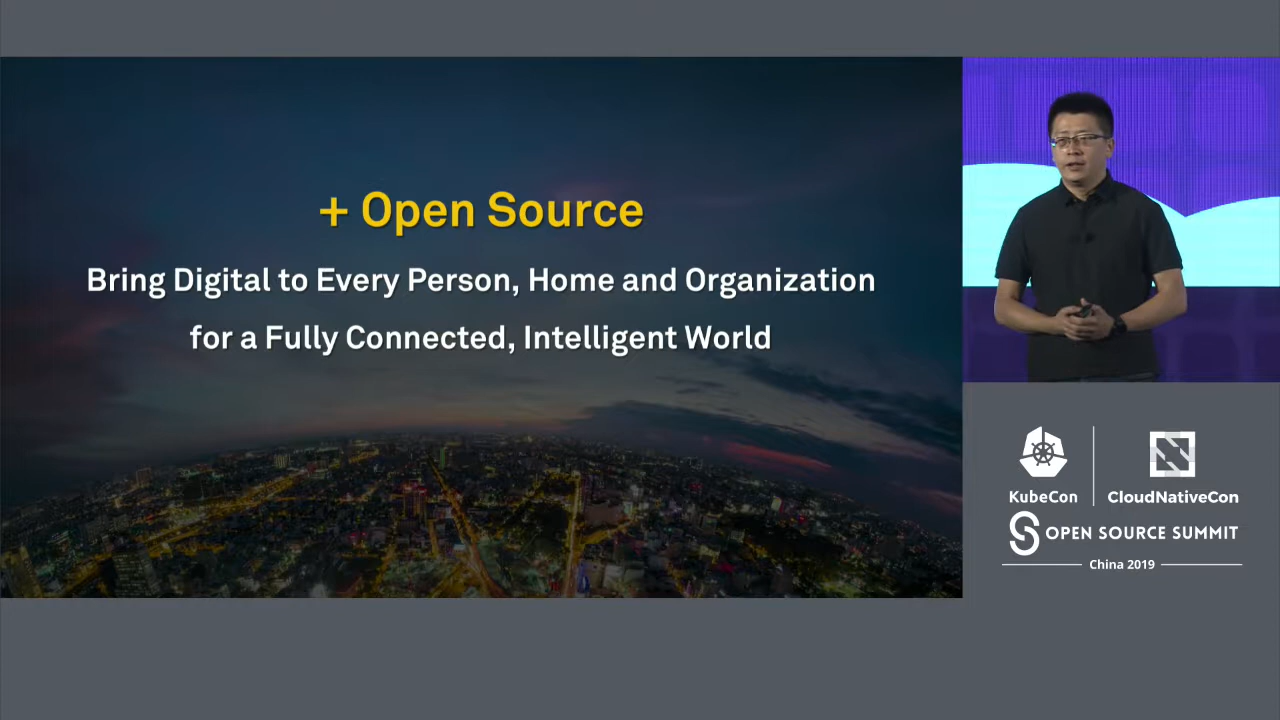 + Open Source
Bring Digital to Every Person, Home and Organization
for a Fully Connected, Intelligent World
KubeCon
CloudNativeCon
OPEN SOURCE SUMMIT
China 2019